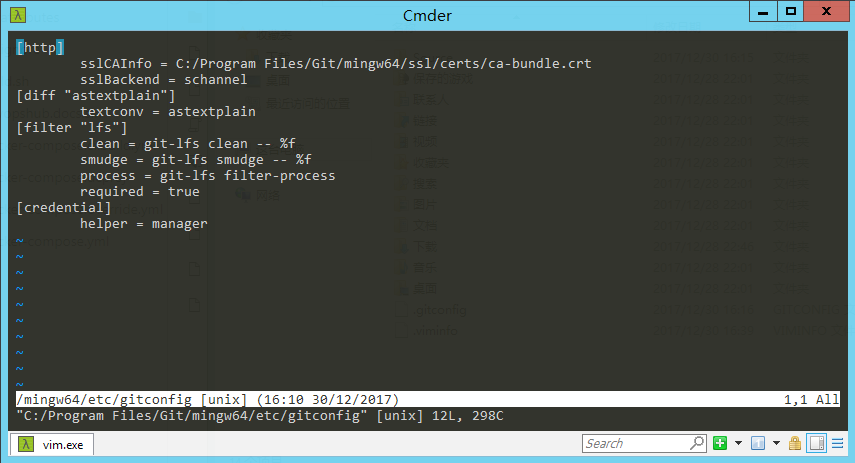 Cmder
[http]
sslCAInfo = C:/Program Files/Git/mingw64/ssl/certs/ca-bundle.crt
sslBackend = schannel
[diff "astextplain"]
textconv = astextplain
[filter "lfs"]
clean = git-lfs clean -- %f
smudge = git-lfs smudge -- %f
process = git-lfs filter-process
required = true
[credential]
helper = manager
~
~
~
~
~
~
~
~
~
~
/mingw64/etc/gitconfig [unix] (16:10 30/12/2017) 1,1 All
"C:/Program Files/Git/mingw64/etc/gitconfig" [unix] 12L, 298C
vim.exe Search